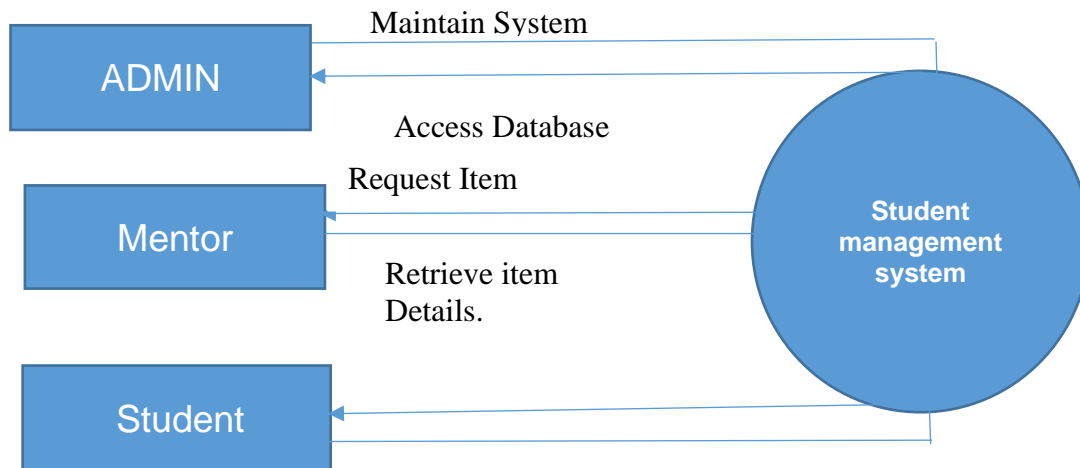 Maintain System
ADMIN
Access Database
Request Item
Mentor
Student
management
system
Retrieve item
Details.
Student